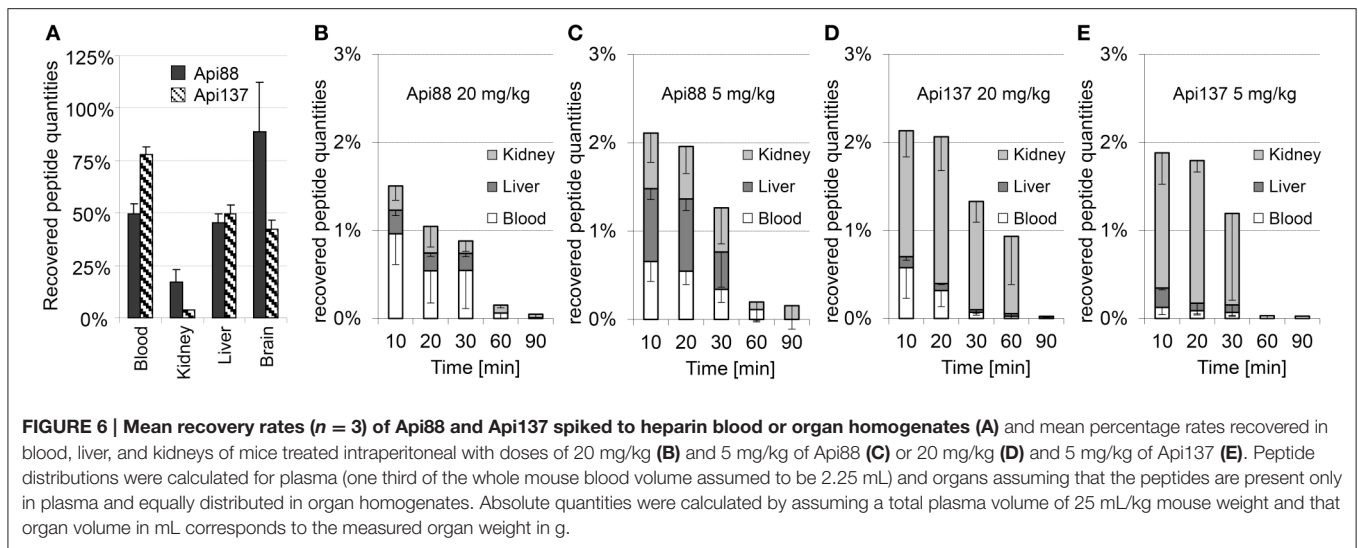 A
125%
100%
75%
50%
25%
0%
Recovered peptide quantities
Api88
Api137
Blood
Kidney
Liver
Brain
B
3%
2%
1%
0%
recovered peptide quantities
Api88 20 mg/kg
Kidney
Liver
Blood
10 20 30 60 90
Time [min]
C
3%
2%
1%
0%
recovered peptide quantities
Api88 5 mg/kg
Kidney
Liver
Blood
10 20 30 60 90
Time [min]
D
3%
2%
1%
0%
recovered peptide quantities
Api137 20 mg/kg
Kidney
Liver
Blood
10 20 30 60 90
Time [min]
E
3%
2%
1%
0%
recovered peptide quantities
Api137 5 mg/kg
Kidney
Liver
Blood
10 20 30 60 90
Time [min]
FIGURE 6 | Mean recovery rates (n = 3) of Api88 and Api137 spiked to heparin blood or organ homogenates (A) and mean percentage rates recovered in
blood, liver, and kidneys of mice treated intraperitoneal with doses of 20 mg/kg (B) and 5 mg/kg of Api88 (C) or 20 mg/kg (D) and 5 mg/kg of Api137 (E). Peptide
distributions were calculated for plasma (one third of the whole mouse blood volume assumed to be 2.25 mL) and organs assuming that the peptides are present only
in plasma and equally distributed in organ homogenates. Absolute quantities were calculated by assuming a total plasma volume of 25 mL/kg mouse weight and that
organ volume in mL corresponds to the measured organ weight in g.